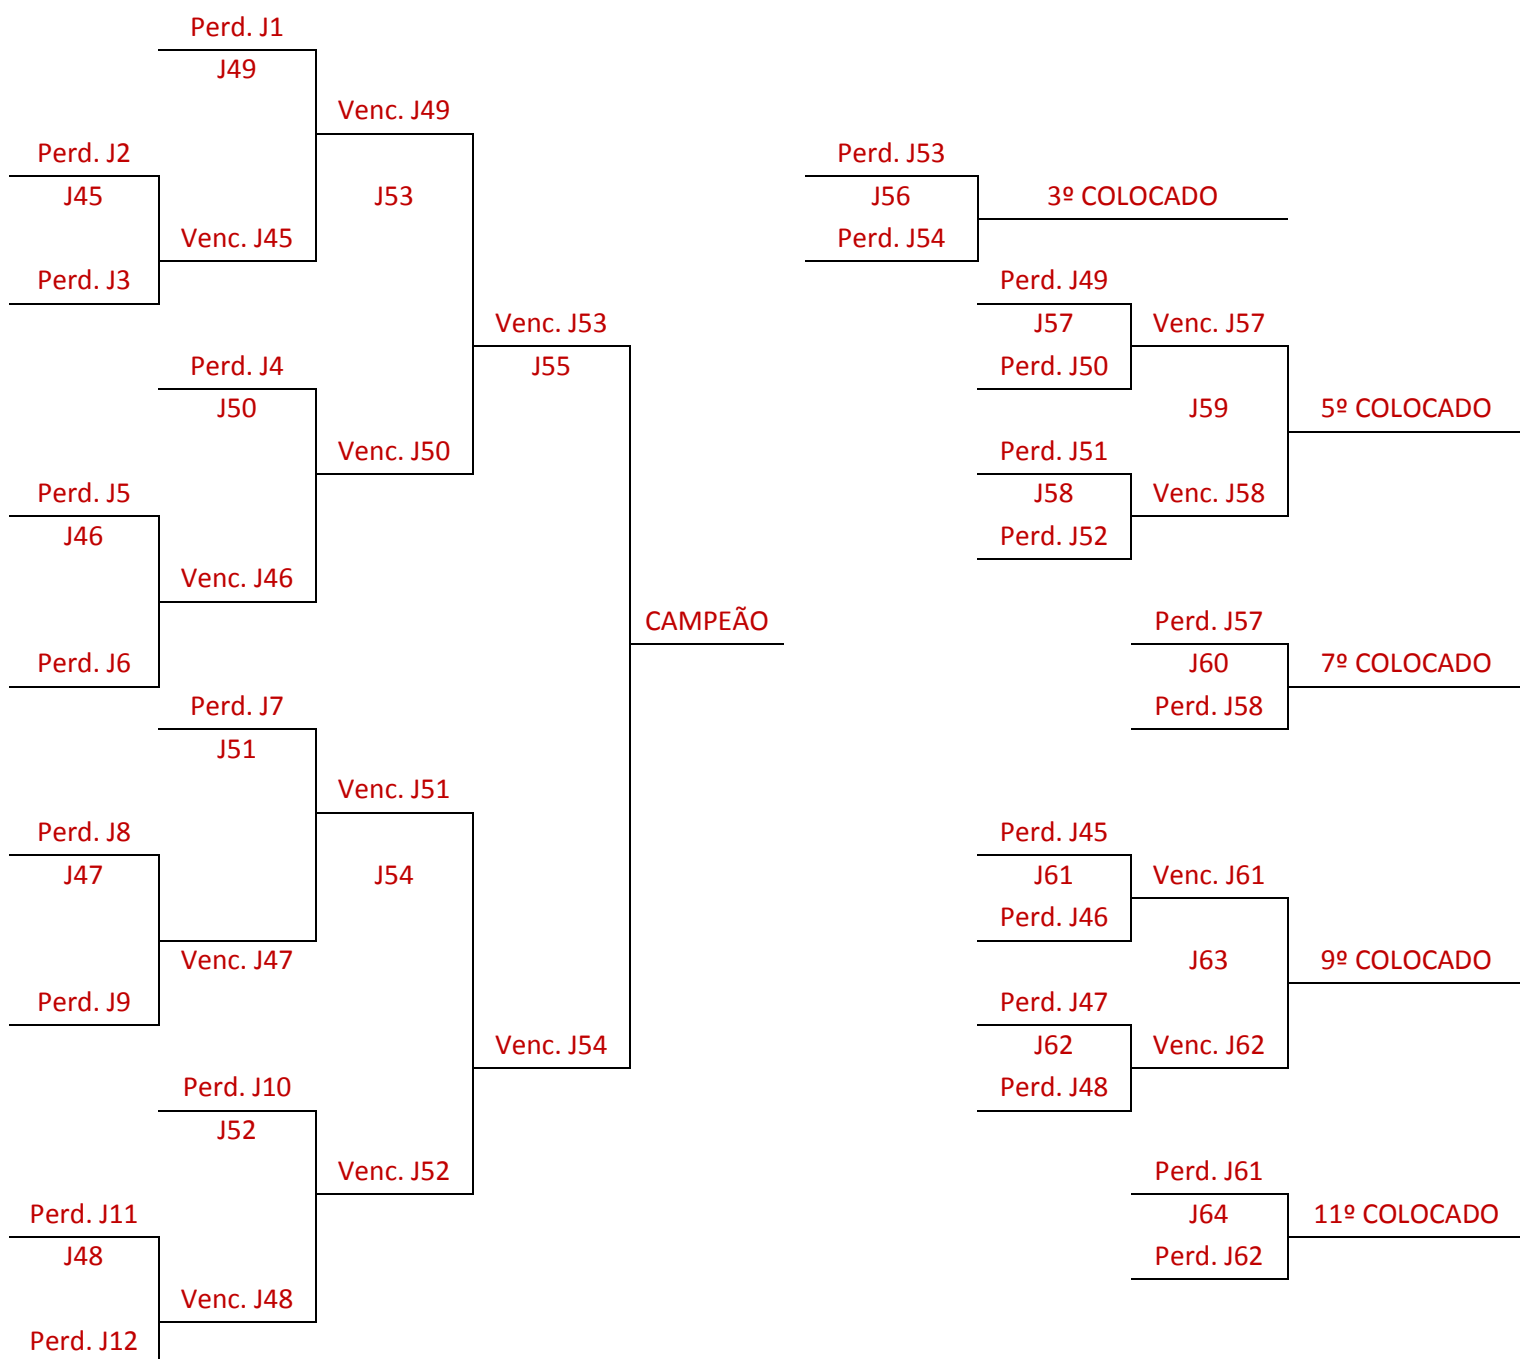 Perd. J1
J49
Venc. J49
Perd. J2
J45
J53
Venc. J45
Perd. J3
Venc. J53
J55
Perd. J4
J50
Venc. J50
Perd. J5
J46
Venc. J46
Perd. J6
CAMPEÃO
Perd. J7
J51
Venc. J51
Perd. J8
J47
J54
Venc. J47
Perd. J9
Venc. J54
Perd. J10
J52
Venc. J52
Perd. J11
J48
Venc. J48
Perd. J12
Perd. J53
J56
3º COLOCADO
Perd. J54
Perd. J49
J57
Venc. J57
Perd. J50
J59
5º COLOCADO
Perd. J51
J58
Venc. J58
Perd. J52
Perd. J57
J60
7º COLOCADO
Perd. J58
Perd. J45
J61
Venc. J61
Perd. J46
J63
9º COLOCADO
Perd. J47
J62
Venc. J62
Perd. J48
Perd. J61
J64
11º COLOCADO
Perd. J62